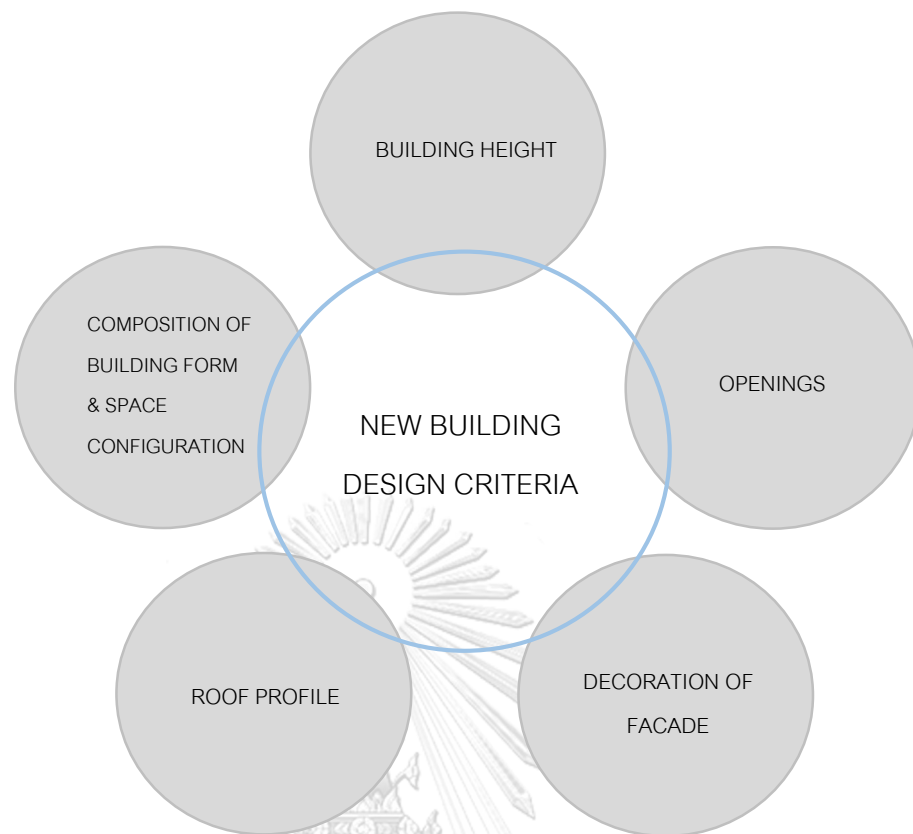 BUILDING HEIGHT
COMPOSITION OF
BUILDING FORM
& SPACE
CONFIGURATION
OPENINGS
NEW BUILDING
DESIGN CRITERIA
ROOF PROFILE
DECORATION OF
FACADE